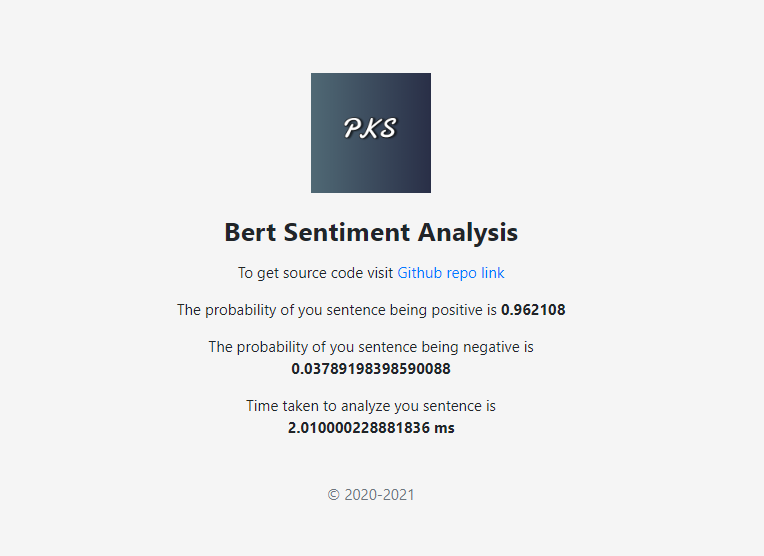 PKS
Bert Sentiment Analysis
To get source code visit Github repo link
The probability of you sentence being positive is 0.962108
The probability of you sentence being negative is
0.03789198398590088
Time taken to analyze you sentence is
2.010000228881836 ms
© 2020-2021